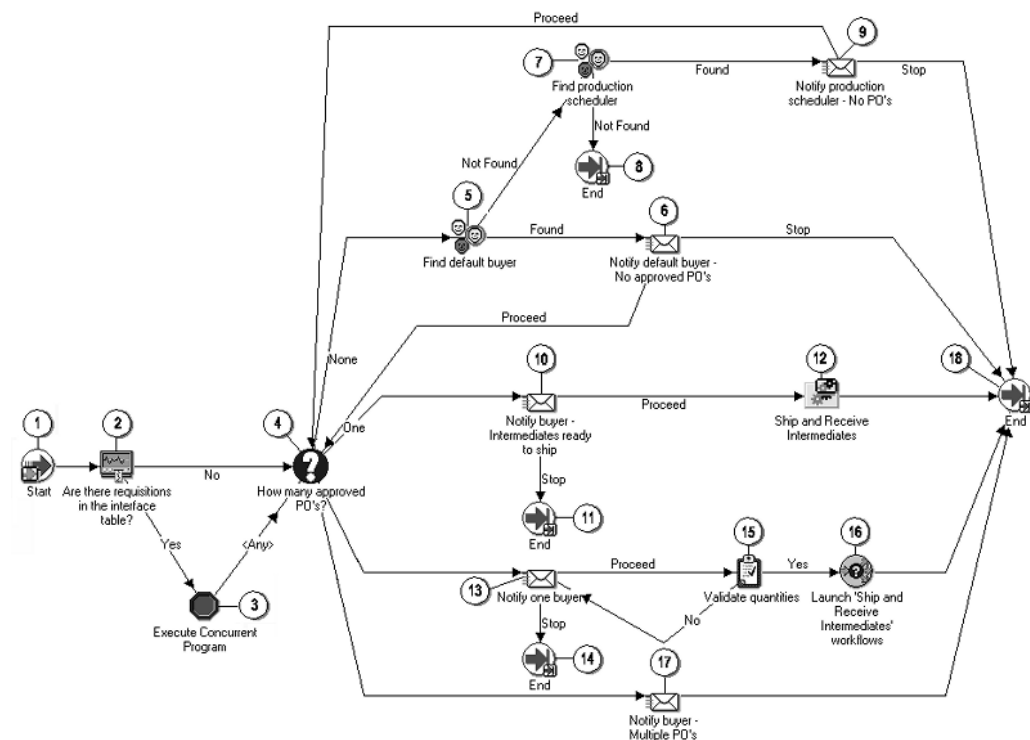 Proceed
9
7
Find production
scheduler
Found
Notify production
scheduler - No PO's
Stop
Not Found
8
End
Not Found
5
Find default buyer
Found
6
Notify default buyer -
No approved PO's
Stop
Proceed
None
10
Notify buyer -
Intermediates ready
to ship
Proceed
12
Ship and Receive
Intermediates
18
End
1
Start
2
Are there requisitions
in the interface
table?
No
4
How many approved
PO's?
One
Stop
11
End
Yes
<Any>
3
Execute Concurrent
Program
13
Notify one buyer
Proceed
15
Validate quantities
Yes
16
Launch 'Ship and
Receive
Intermediates'
workflows
No
Stop
14
End
17
Notify buyer -
Multiple PO's